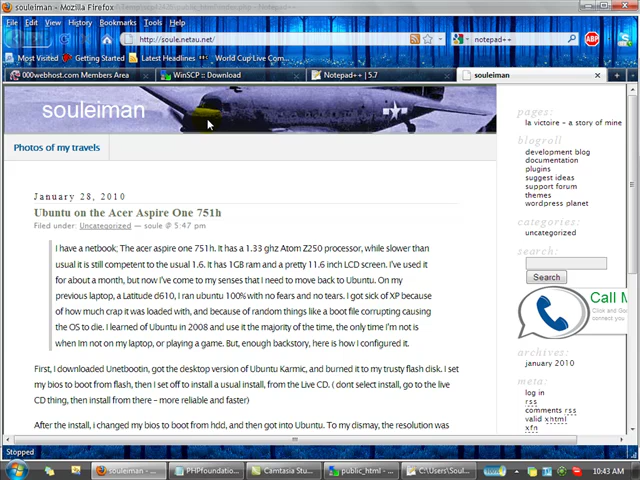 souleiman - Mozilla Firefox
File Edit View History Bookmarks Tools Help
http://soule.netau.net/
notepad++
ABP
Most Visited Getting Started Latest Headlines World Cup Live Com...
000webhost.com Members Area
WinSCP :: Download
Notepad++ | 5.7
souleiman
souleiman
Photos of my travels
January 28, 2010
Ubuntu on the Acer Aspire One 751h
Filed under: Uncategorized — soule @ 5:47 pm
I have a netbook; The acer aspire one 751h. It has a 1.33 ghz Atom Z250 processor, while slower than
usual it is still competent to the usual 1.6. It has 1GB ram and a pretty 11.6 inch LCD screen. I've used it
for about a month, but now I've come to my senses that I need to move back to Ubuntu. On my
previous laptop, a Latitude d610, I ran ubuntu 100% with no fears and no tears. I got sick of XP because
of how much crap it was loaded with, and because of random things like a boot file corrupting causing
the OS to die. I learned of Ubuntu in 2008 and use it the majority of the time, the only time I'm not is
when Im not on my laptop, or playing a game. But, enough backstory, here is how I configured it.
First, I downloaded Unetbootin, got the desktop version of Ubuntu Karmic, and burned it to my trusty flash disk. I set
my bios to boot from flash, then I set off to install a usual install, from the Live CD. ( dont select install, go to the live
CD thing, then install from there – more reliable and faster)
After the install, i changed my bios to boot from hdd, and then got into Ubuntu. To my dismay, the resolution was
pages:
la victoire – a story of mine
blogroll
development blog
documentation
plugins
suggest ideas
support forum
themes
wordpress planet
categories:
uncategorized
search:
Search
Call M
Click and Go
connect you
archives:
january 2010
meta:
log in
rss
comments rss
valid xhtml
xfn
Stopped
souleiman - ...
PHPfoundation...
Camtasia Stu...
public_html - ...
C:\Users\Soul...
10:43 AM